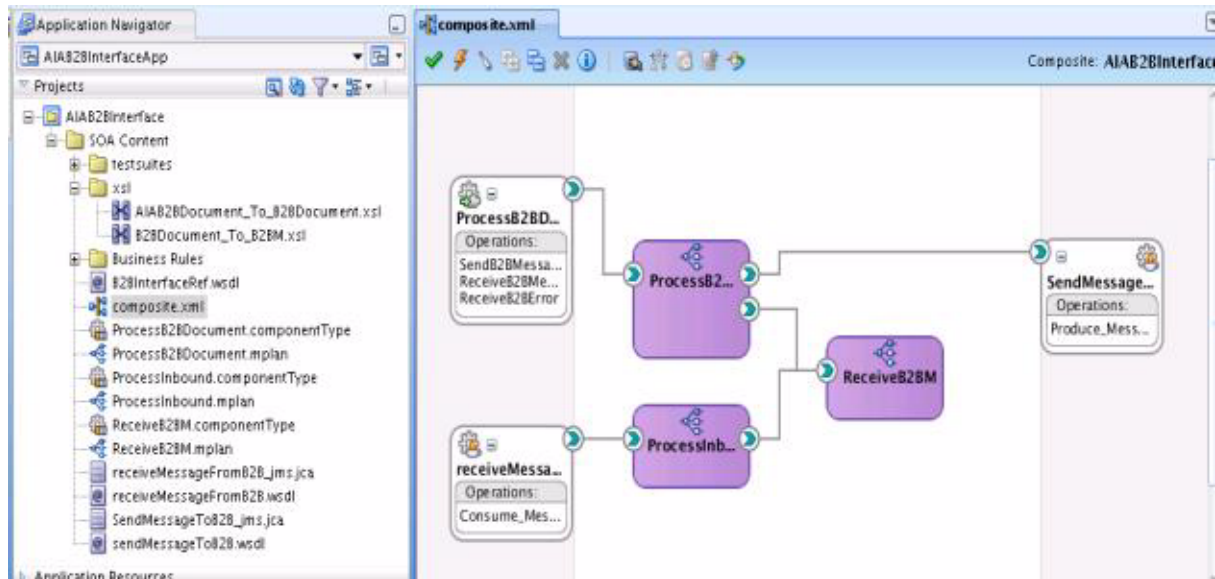 Application Navigator
AIAB2BInterfaceApp
Projects
AIAB2BInterface
SOA Content
testsuites
xsl
AIAB2BDocument_To_B2BDocument.xsl
B2BDocument_To_B2BM.xsl
Business Rules
B2BInterfaceRef.wsdl
composite.xml
ProcessB2BDocument.componentType
ProcessB2BDocument.mplan
ProcessInbound.componentType
ProcessInbound.mplan
ReceiveB2BM.componentType
ReceiveB2BM.mplan
receiveMessageFromB2B_jms.jca
receiveMessageFromB2B.wsdl
SendMessageToB2B_jms.jca
sendMessageToB2B.wsdl
Application Resources
composite.xml
Composite: AIAB2BInterface
ProcessB2BD...
Operations:
SendB2BMessa...
ReceiveB2BMe...
ReceiveB2BError
ProcessB2...
SendMessage...
Operations:
Produce_Mess...
ReceiveB2BM
receiveMessa...
Operations:
Consume_Mes...
ProcessInb...